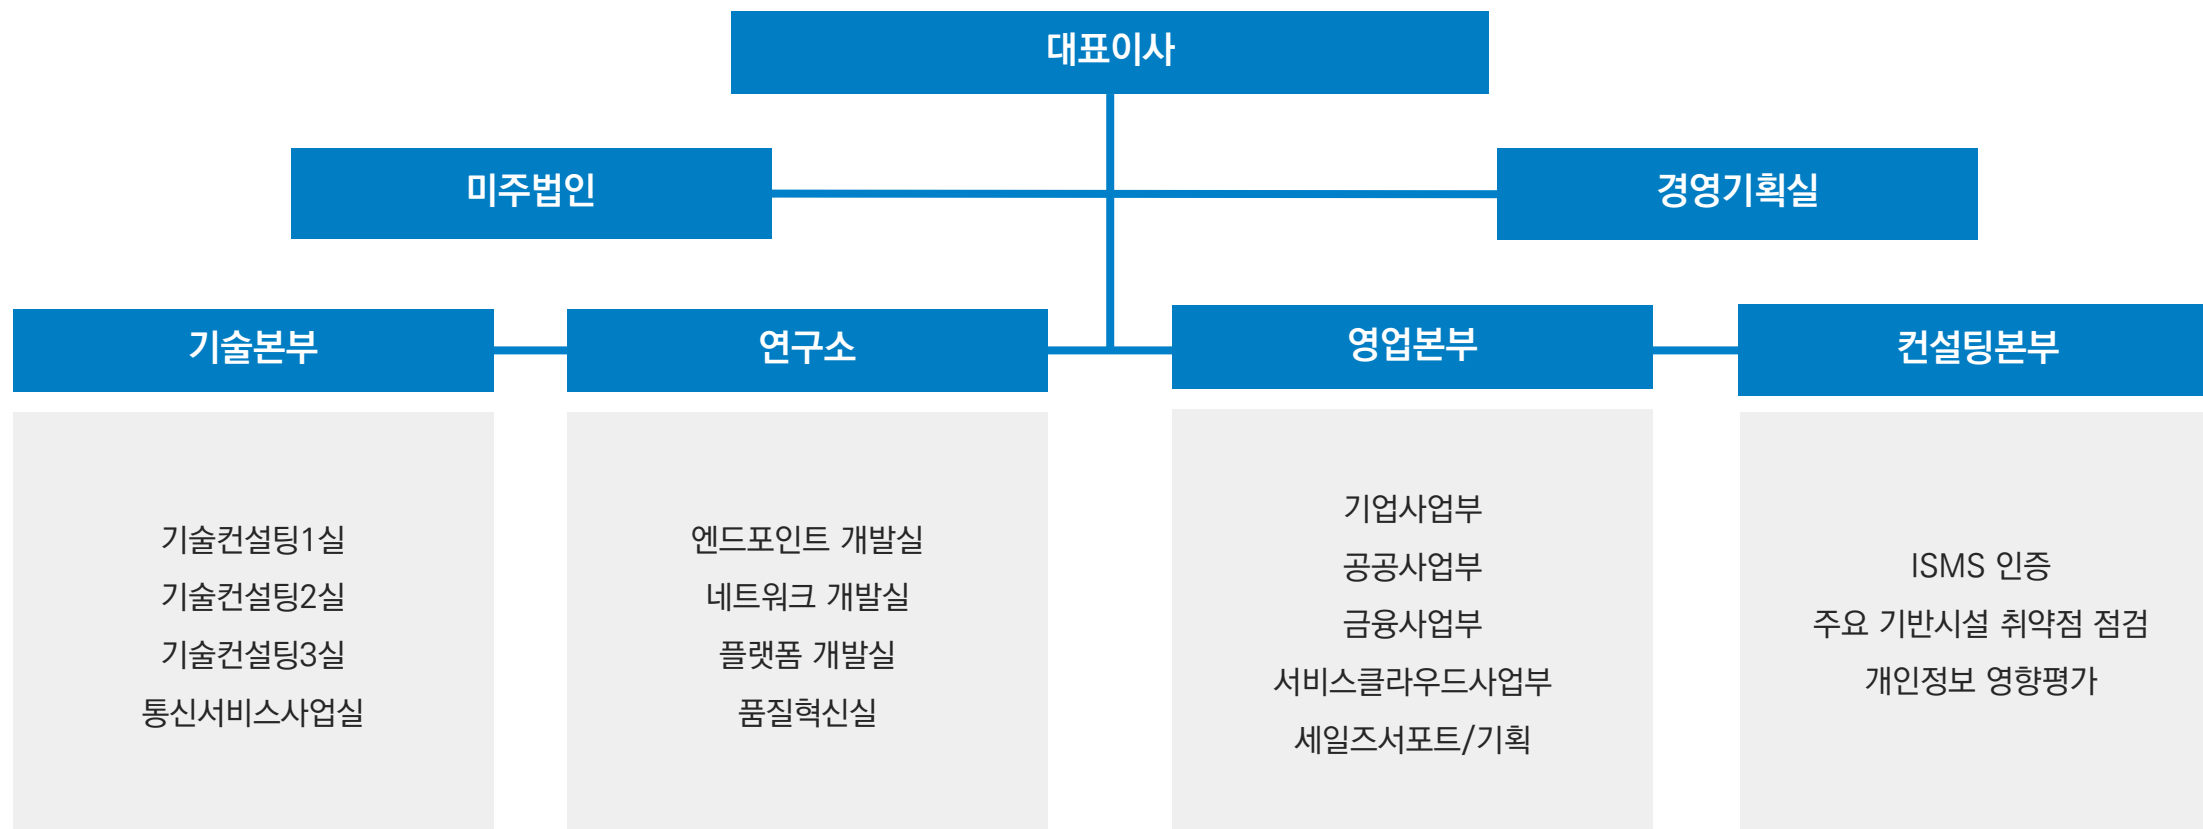 대표이사
미주법인
경영기획실
기술본부
연구소
영업본부
컨설팅본부
기술컨설팅1실
기술컨설팅2실
기술컨설팅3실
통신서비스사업실
엔드포인트 개발실
네트워크 개발실
플랫폼 개발실
품질혁신실
기업사업부
공공사업부
금융사업부
서비스클라우드사업부
세일즈서포트/기획
ISMS 인증
주요 기반시설 취약점 점검
개인정보 영향평가